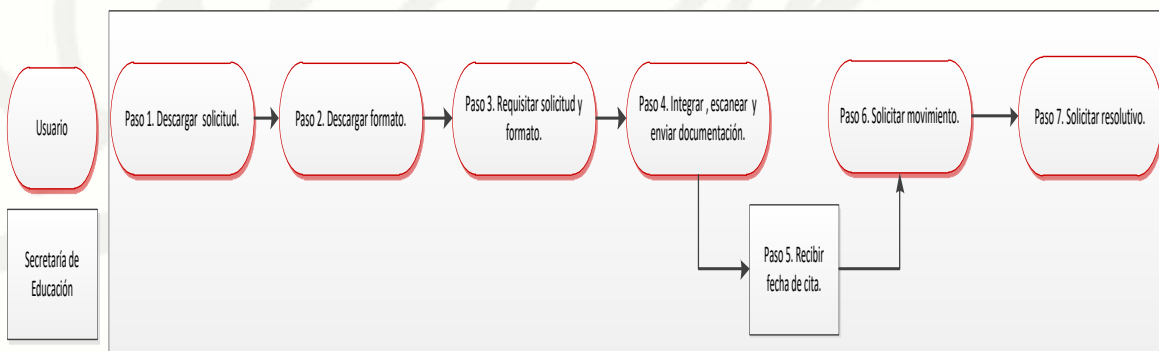 Usuario
Paso 1. Descargar solicitud.
Paso 2. Descargar formato.
Paso 3. Requisitar solicitud y
formato.
Paso 4. Integrar , escanear y
enviar documentación.
Paso 6. Solicitar movimiento.
Paso 7. Solicitar resolutivo.
Secretaría de
Educación
Paso 5. Recibir
fecha de cita.